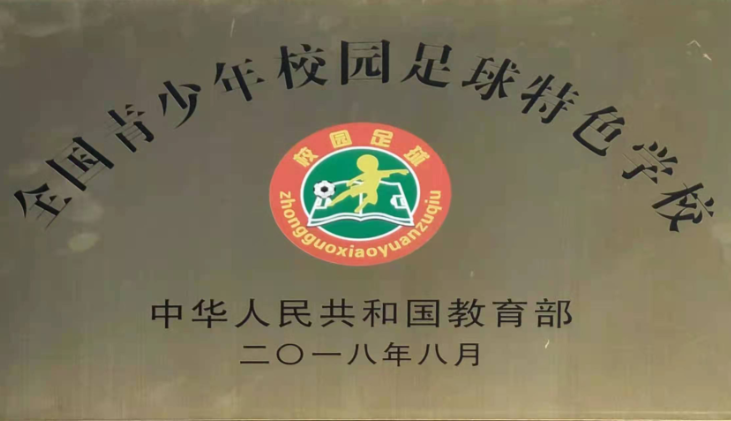 全国青少年校园足球特色学校
校园足球
zhongguoxiaoyuanzuqiu
中华人民共和国教育部
二〇一八年八月